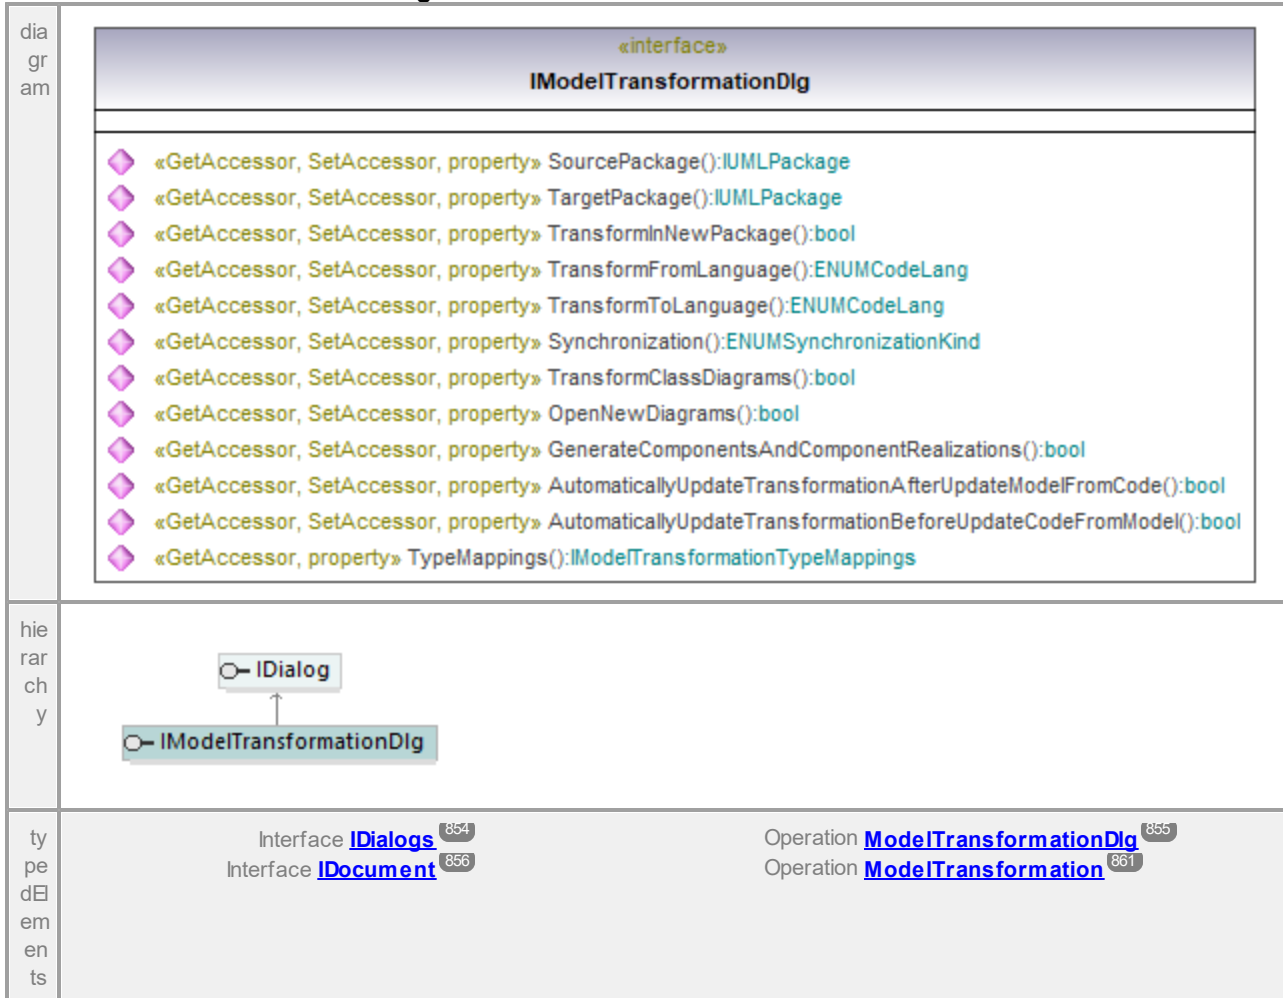 dia
gr
am
«interface»
IModelTransformationDlg
«GetAccessor, SetAccessor, property» SourcePackage():IUMLPackage
«GetAccessor, SetAccessor, property» TargetPackage():IUMLPackage
«GetAccessor, SetAccessor, property» TransformInNewPackage():bool
«GetAccessor, SetAccessor, property» TransformFromLanguage():ENUMCodeLang
«GetAccessor, SetAccessor, property» TransformToLanguage():ENUMCodeLang
«GetAccessor, SetAccessor, property» Synchronization():ENUMSynchronizationKind
«GetAccessor, SetAccessor, property» TransformClassDiagrams():bool
«GetAccessor, SetAccessor, property» OpenNewDiagrams():bool
«GetAccessor, SetAccessor, property» GenerateComponentsAndComponentRealizations():bool
«GetAccessor, SetAccessor, property» AutomaticallyUpdateTransformationAfterUpdateModelFromCode():bool
«GetAccessor, SetAccessor, property» AutomaticallyUpdateTransformationBeforeUpdateCodeFromModel():bool
«GetAccessor, property» TypeMappings():IModelTransformationTypeMappings
hie
rar
ch
y
IDialog
IModelTransformationDlg
ty
pe
dEl
em
en
ts
Interface IDialogs 854
Operation ModelTransformationDlg 855
Interface IDocument 856
Operation ModelTransformation 861